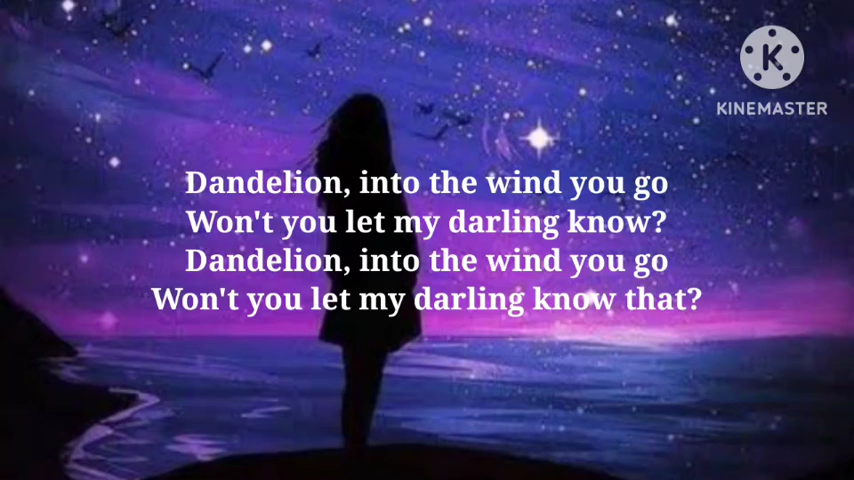 KINEMASTER
Dandelion, into the wind you go
Won't you let my darling know?
Dandelion, into the wind you go
Won't you let my darling know that?